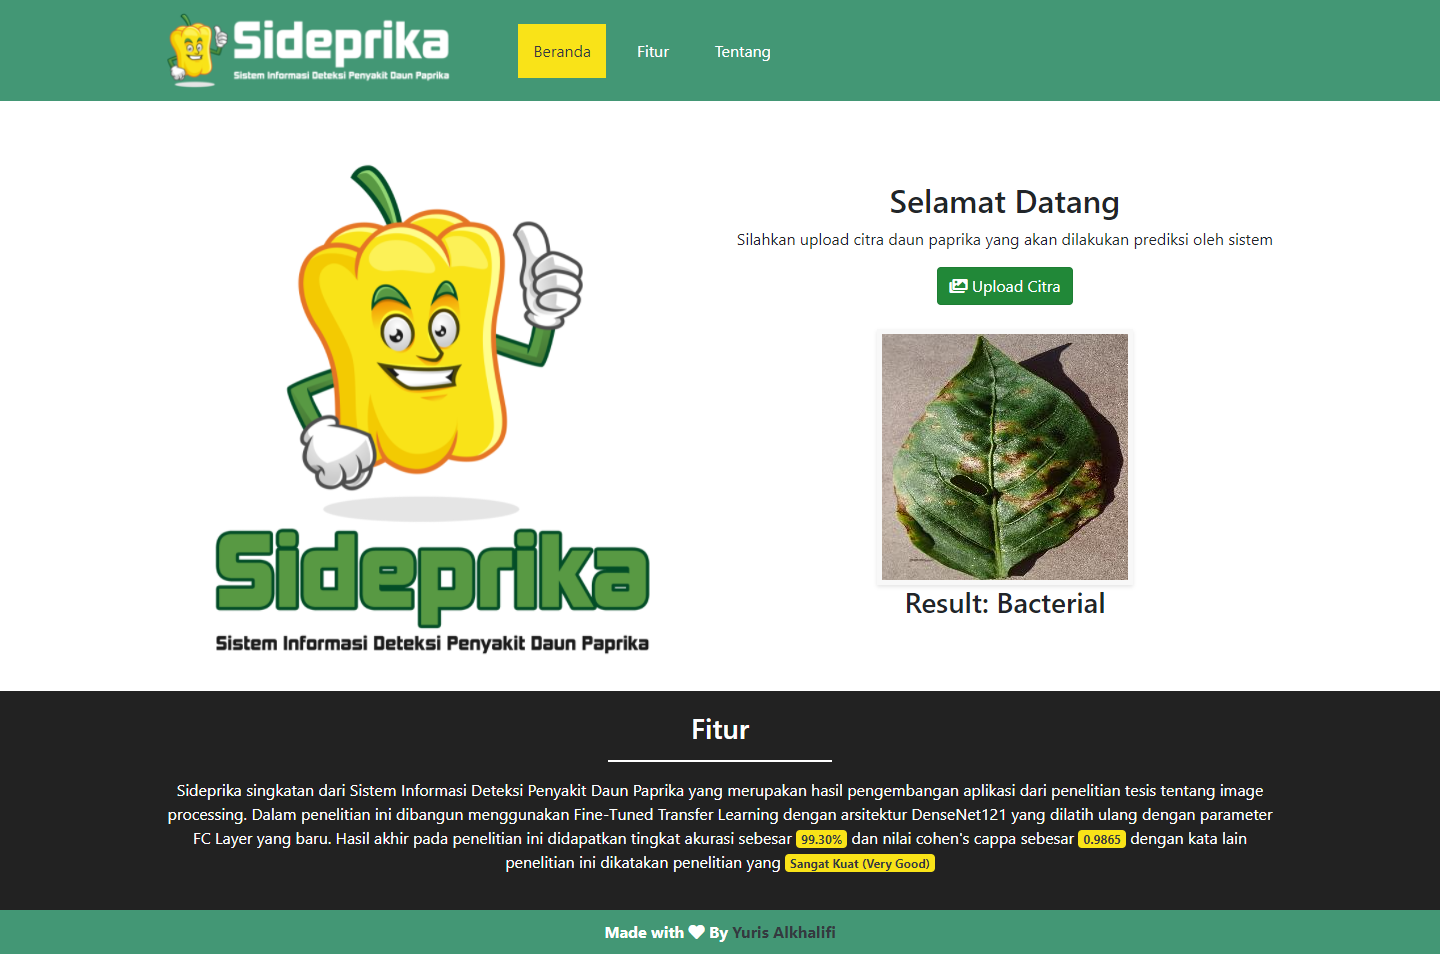 Sideprika
Sistem Informasi Deteksi Penyakit Daun Paprika
Beranda
Fitur
Tentang
Sideprika
Sistem Informasi Deteksi Penyakit Daun Paprika
Selamat Datang
Silahkan upload citra daun paprika yang akan dilakukan prediksi oleh sistem
Upload Citra
Result: Bacterial
Fitur
Sideprika singkatan dari Sistem Informasi Deteksi Penyakit Daun Paprika yang merupakan hasil pengembangan aplikasi dari penelitian tesis tentang image
processing. Dalam penelitian ini dibangun menggunakan Fine-Tuned Transfer Learning dengan arsitektur DenseNet121 yang dilatih ulang dengan parameter
FC Layer yang baru. Hasil akhir pada penelitian ini didapatkan tingkat akurasi sebesar 99.30% dan nilai cohen's cappa sebesar 0.9865 dengan kata lain
penelitian ini dikatakan penelitian yang Sangat Kuat (Very Good)
Made with ❤ By Yuris Alkhalifi